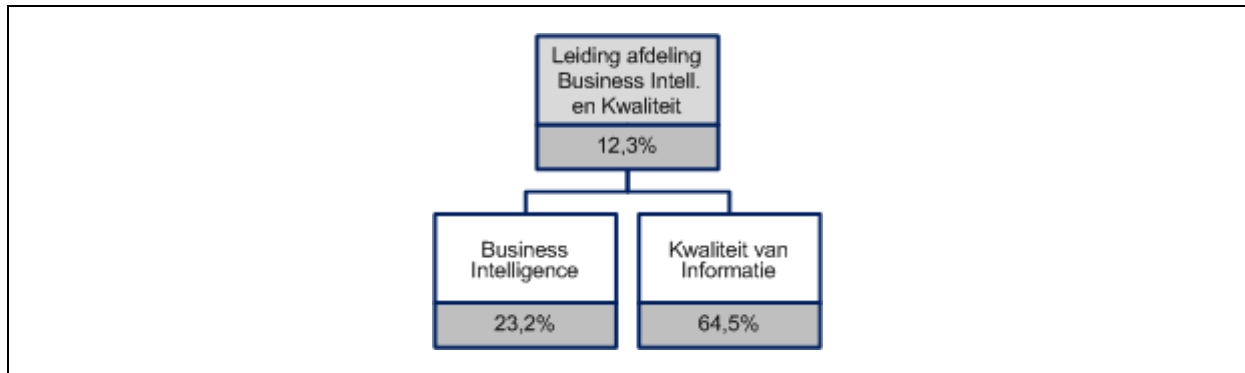 Leiding afdeling
Business Intell.
en Kwaliteit
12,3%
Business
Intelligence
23,2%
Kwaliteit van
Informatie
64,5%